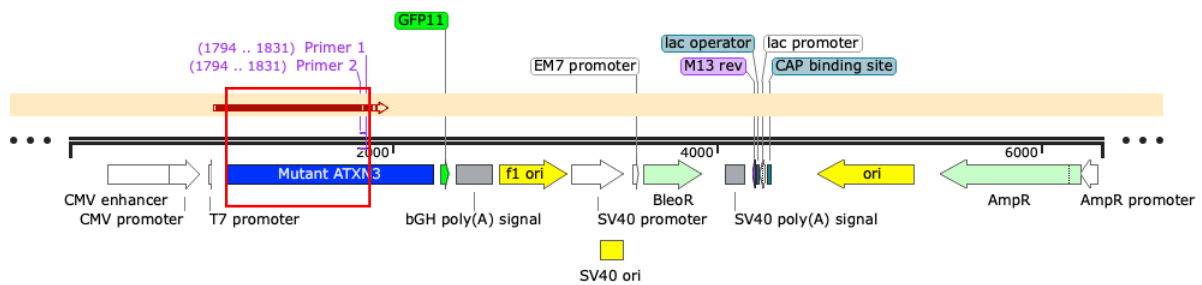 GFP11
(1794 .. 1831) Primer 1
(1794 .. 1831) Primer 2
lac operator
lac promoter
EM7 promoter
M13 rev
CAP binding site
2000
4000
6000
Mutant ATXN3
f1 ori
ori
CMV enhancer
BleoR
AmpR
AmpR promoter
CMV promoter
T7 promoter
bGH poly(A) signal
SV40 promoter
SV40 poly(A) signal
SV40 ori